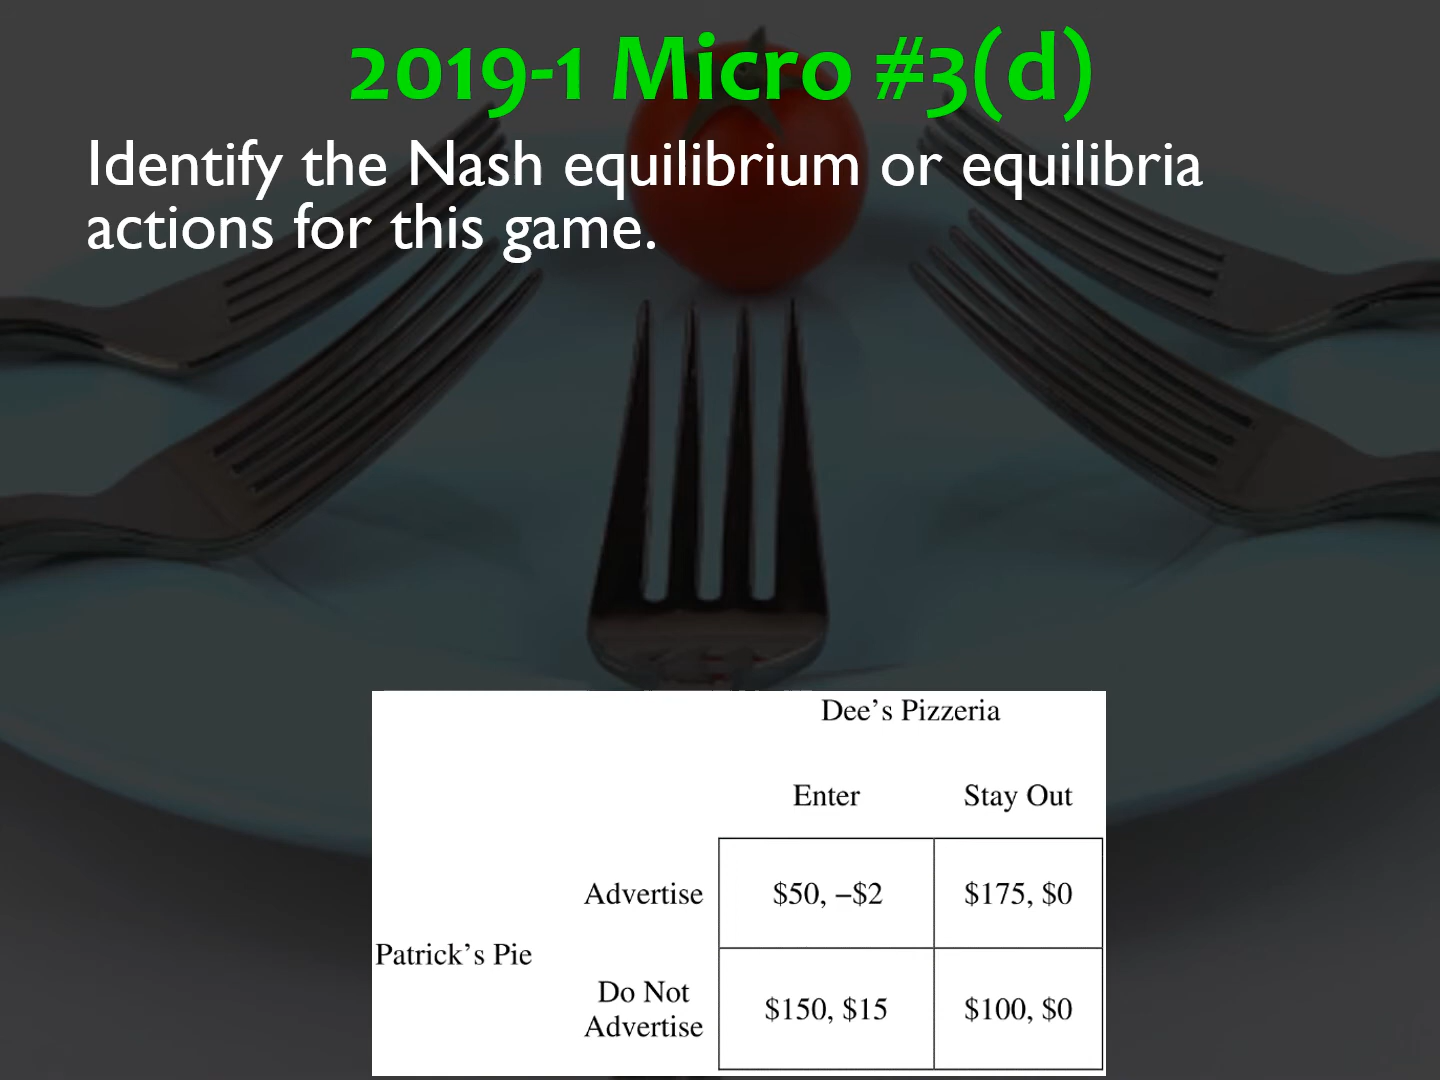 2019-1 Micro #3(d)
Identify the Nash equilibrium or equilibria
actions for this game.
Dee’s Pizzeria
Enter Stay Out
Advertise $50, –$2 $175, $0
Patrick’s Pie
Do Not
Advertise $150, $15 $100, $0